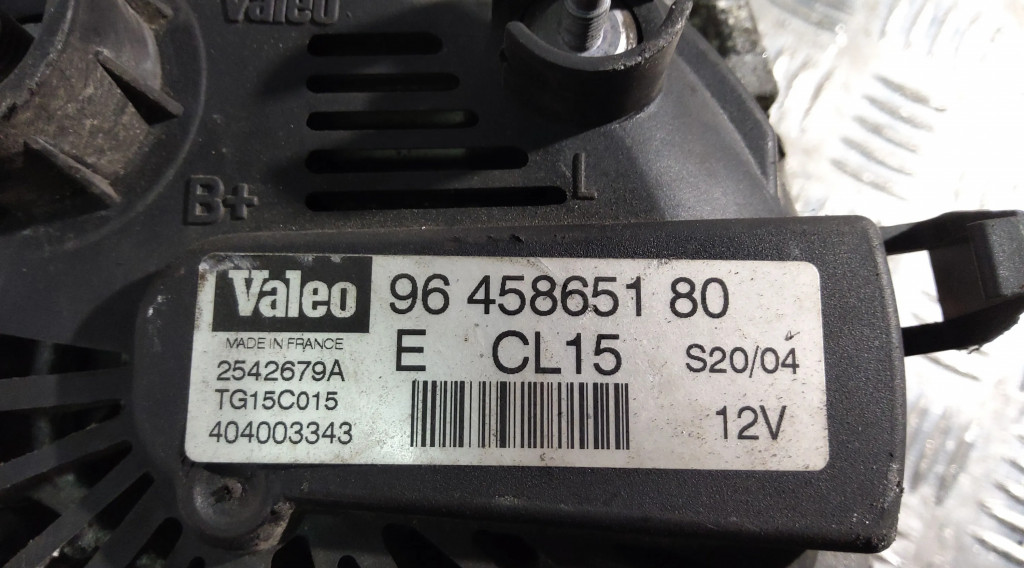 Valeo
B+
L
Valeo 96 458651 80
MADE IN FRANCE E CL15 S20/04
2542679A
TG15C015
404003343 12V